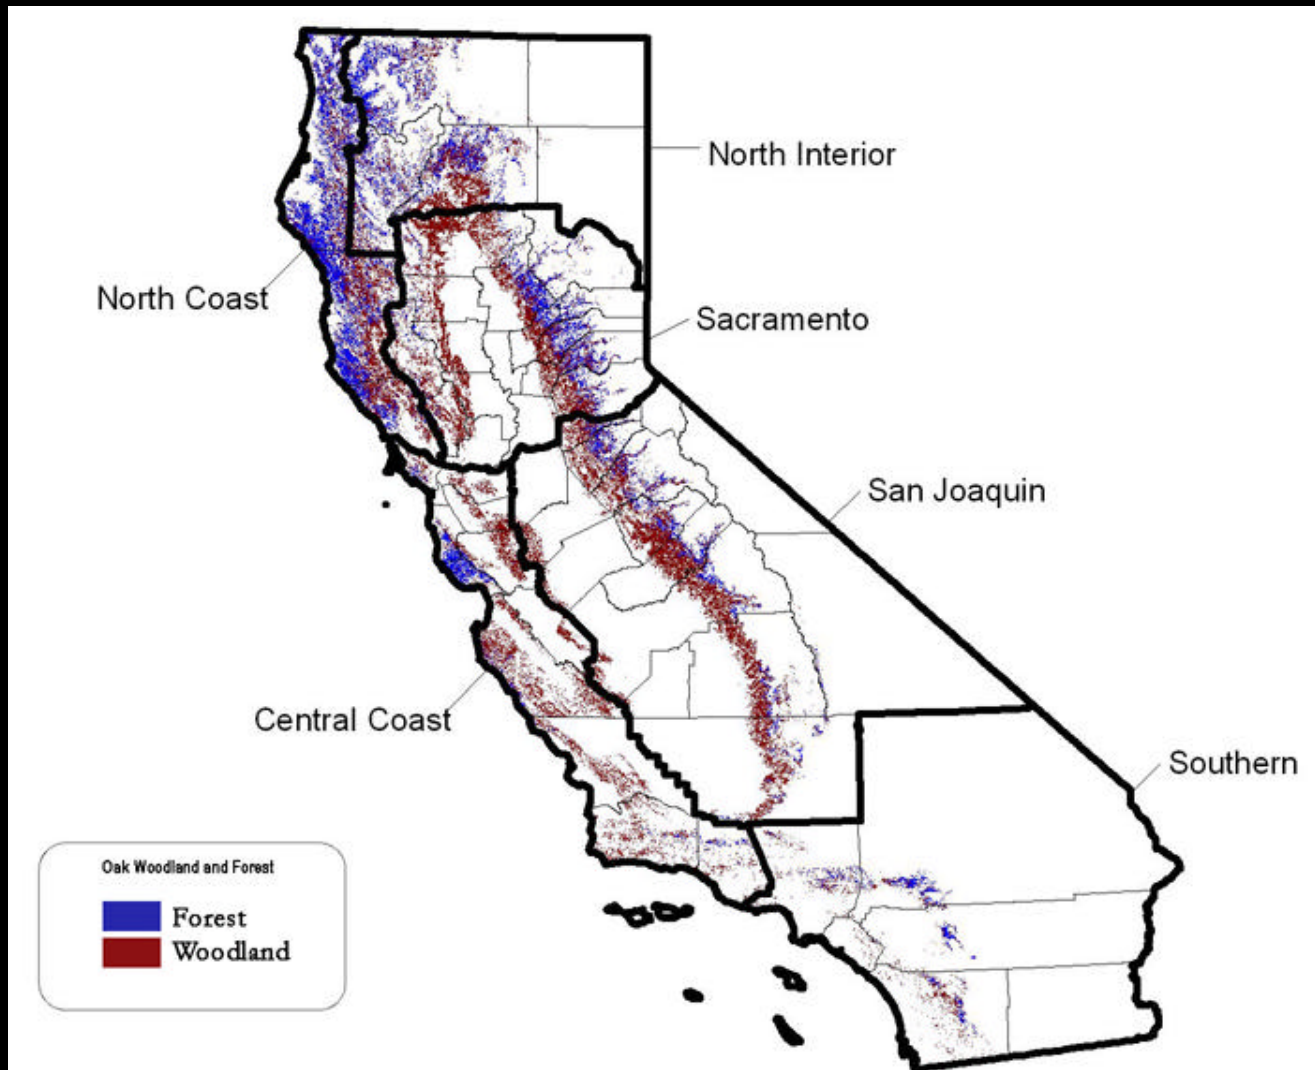 North Interior
North Coast
Sacramento
San Joaquin
Central Coast
Southern
Oak Woodland and Forest
Forest
Woodland